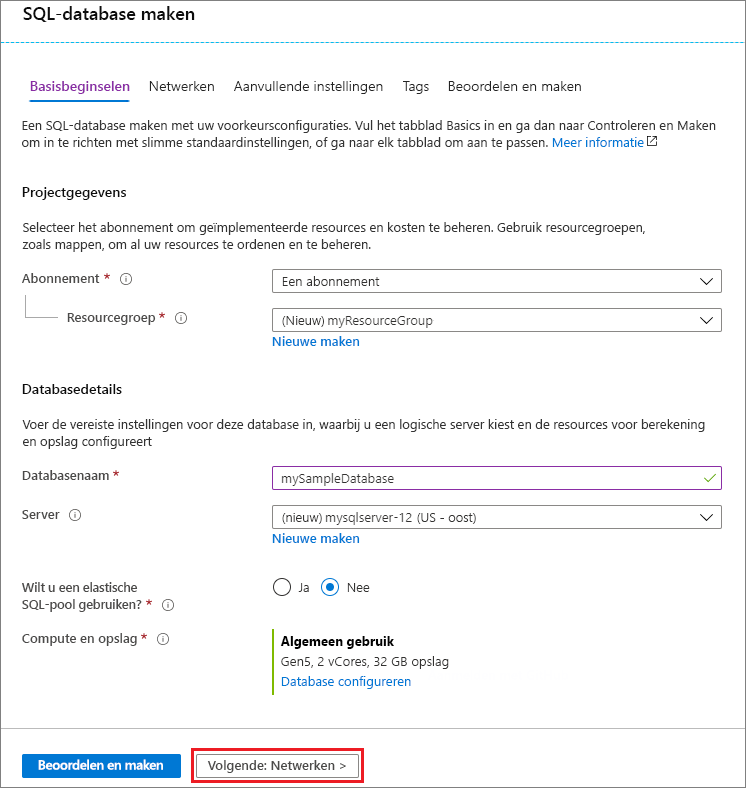 SQL-database maken
Basisbeginselen Netwerken Aanvullende instellingen Tags Beoordelen en maken
Een SQL-database maken met uw voorkeursconfiguraties. Vul het tabblad Basics in en ga dan naar Controleren en Maken
om in te richten met slimme standaardinstellingen, of ga naar elk tabblad om aan te passen. Meer informatie
Projectgegevens
Selecteer het abonnement om geïmplementeerde resources en kosten te beheren. Gebruik resourcegroepen,
zoals mappen, om al uw resources te ordenen en te beheren.
Abonnement * Een abonnement
Resourcegroep * (Nieuw) myResourceGroup
Nieuwe maken
Databasedetails
Voer de vereiste instellingen voor deze database in, waarbij u een logische server kiest en de resources voor berekening
en opslag configureert
Databasenaam * mySampleDatabase
Server (nieuw) mysqlserver-12 (US - oost)
Nieuwe maken
Wilt u een elastische
SQL-pool gebruiken? * Ja Nee
Compute en opslag * Algemeen gebruik
Gen5, 2 vCores, 32 GB opslag
Database configureren
Beoordelen en maken Volgende: Netwerken >